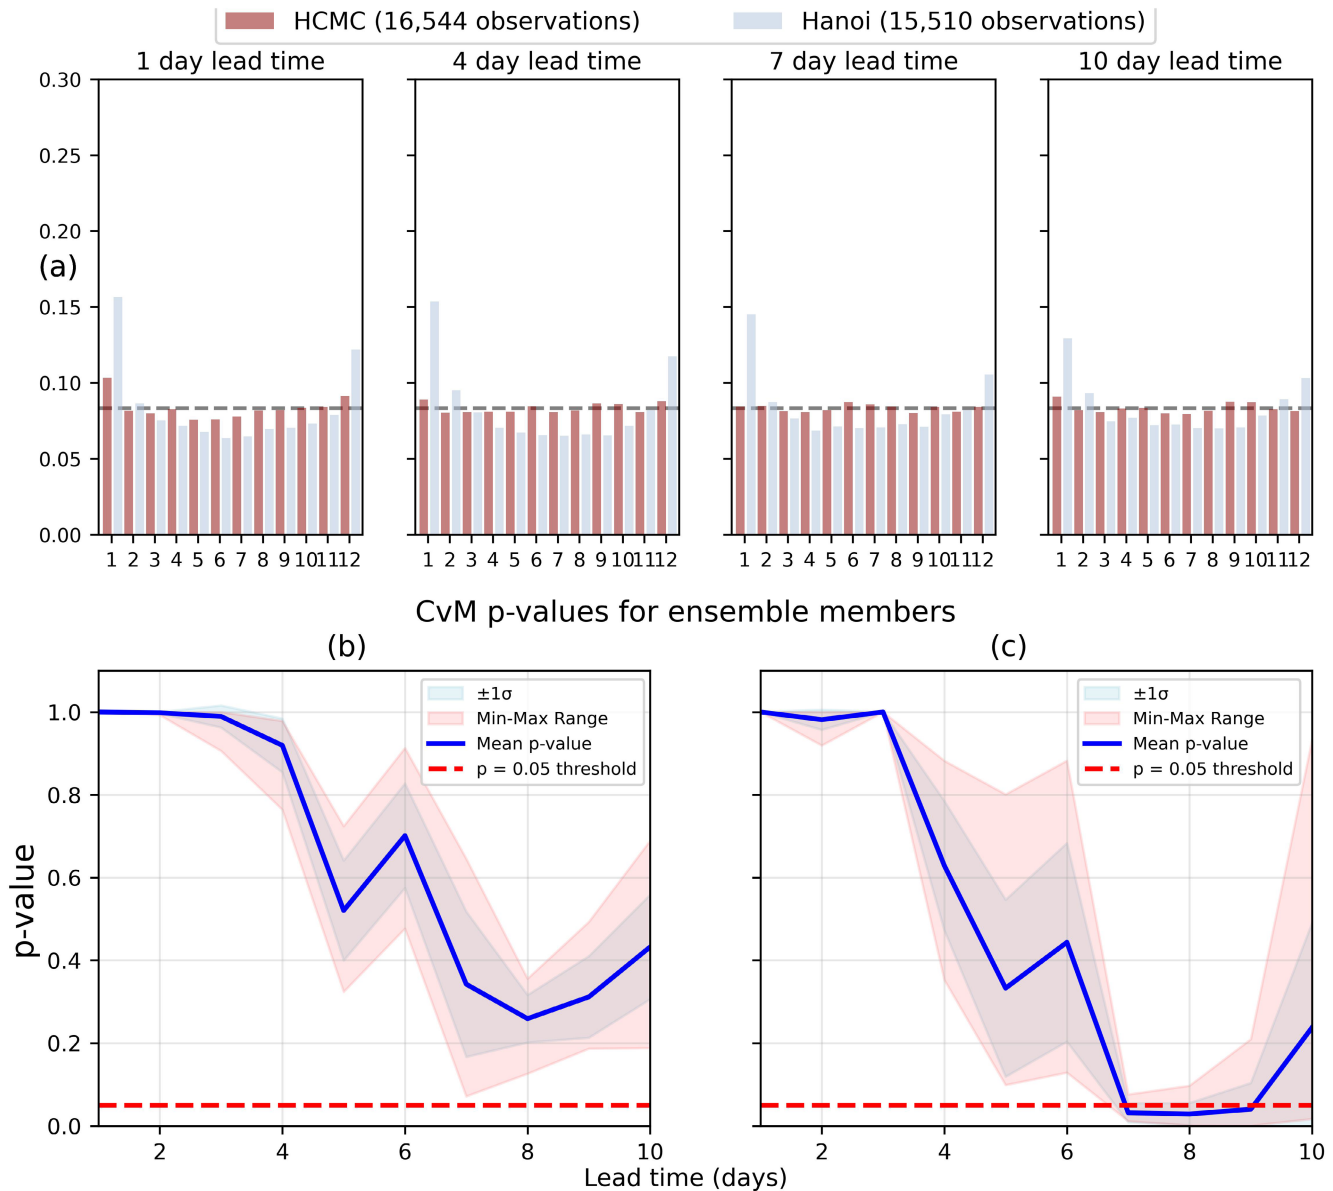 HCMC (16,544 observations) Hanoi (15,510 observations)
1 day lead time 4 day lead time 7 day lead time 10 day lead time
0.30
0.25
0.20
(a)
0.15
0.10
0.05
0.00
1 2 3 4 5 6 7 8 9 10 11 12 1 2 3 4 5 6 7 8 9 10 11 12 1 2 3 4 5 6 7 8 9 10 11 12 1 2 3 4 5 6 7 8 9 10 11 12
CvM p-values for ensemble members
(b) (c)
±1σ ±1σ
1.0 Min-Max Range Min-Max Range
Mean p-value Mean p-value
p = 0.05 threshold p = 0.05 threshold
0.8
0.6
p-value
0.4
0.2
0.0
2 4 6 8 10 2 4 6 8 10
Lead time (days)